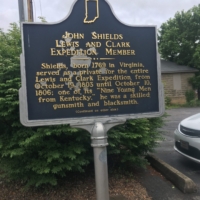 JOHN SHIELDS
LEWIS AND CLARK
EXPEDITION MEMBER
Shields, born 1769 in Virginia,
served as private for the entire
Lewis and Clark Expedition from
October 19, 1803 until October 10,
1806; one of its "Nine Young Men
from Kentucky," he was a skilled
gunsmith and blacksmith.